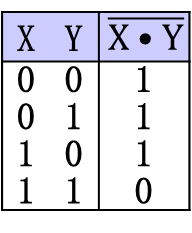 X Y X̅ ̅•̅ ̅Y̅
0 0 1
0 1 1
1 0 1
1 1 0